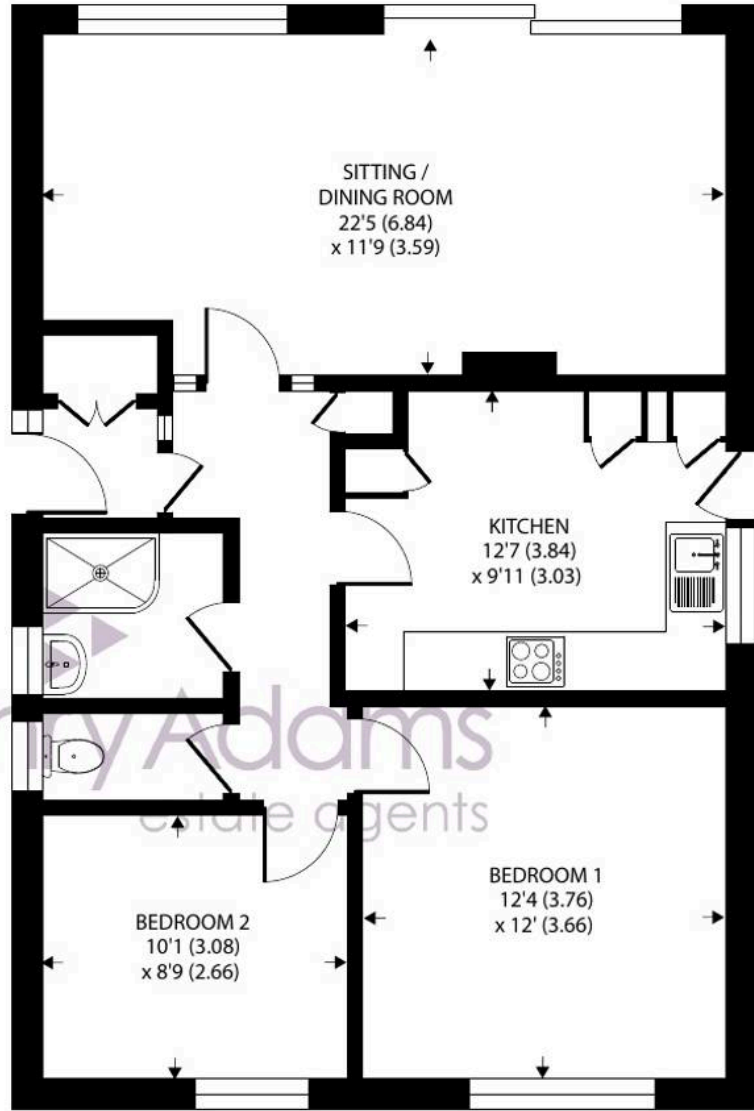 SITTING /
DINING ROOM
22'5 (6.84)
x 11'9 (3.59)
KITCHEN
12'7 (3.84)
x 9'11 (3.03)
nry Adams
estate agents
BEDROOM 1
12'4 (3.76)
x 12' (3.66)
BEDROOM 2
10'1 (3.08)
x 8'9 (2.66)